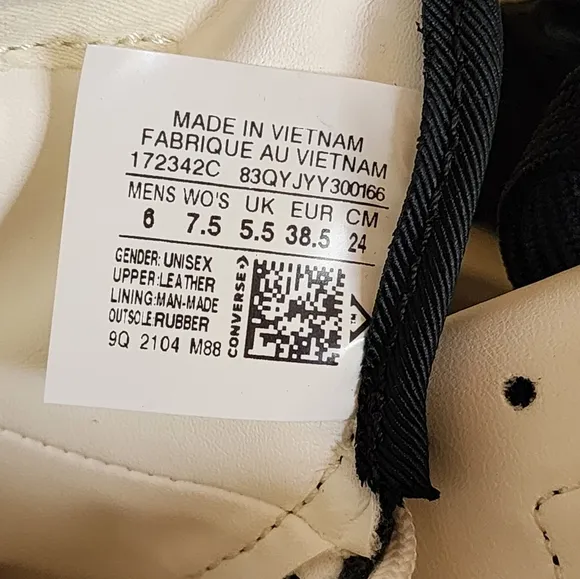 MADE IN VIETNAM
FABRIQUE AU VIETNAM
172342C 83QYJYY300166
MENS WO'S UK EUR CM
6 7.5 5.5 38.5 24
GENDER: UNISEX
UPPER:LEATHER
LINING:MAN-MADE
OUTSOLE:RUBBER
9Q 2104 M88
CONVERSE